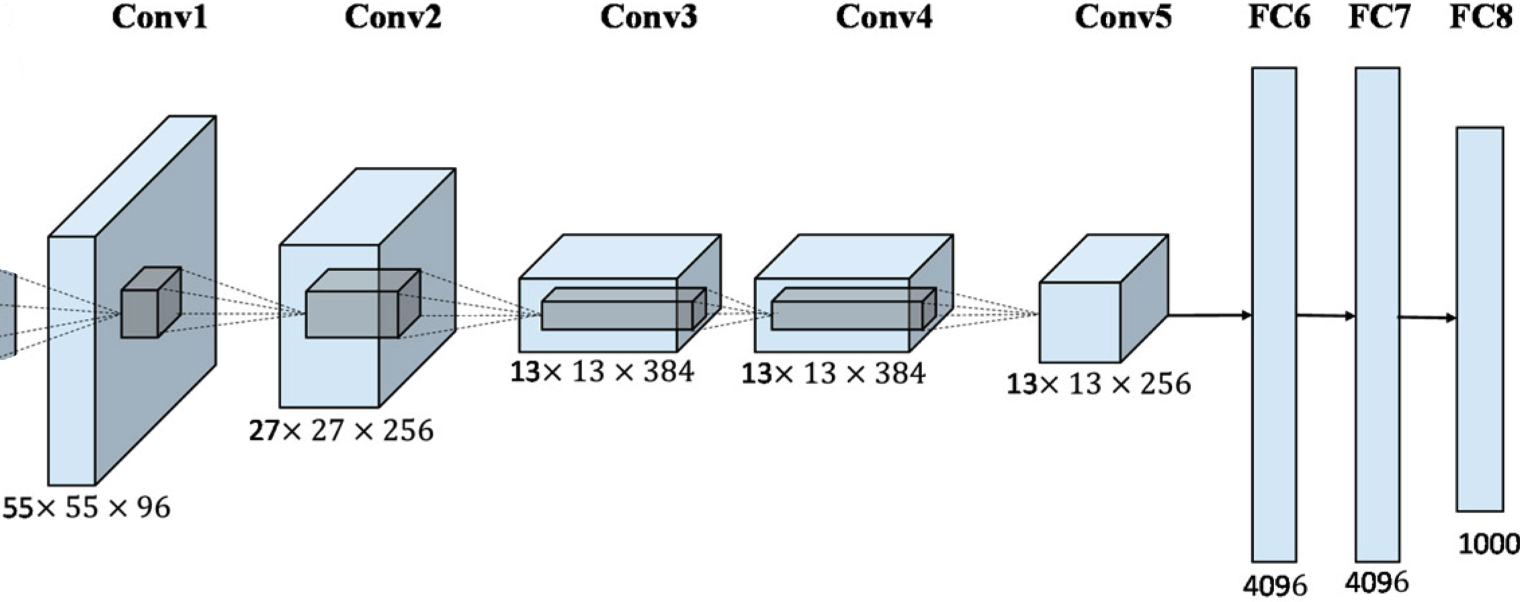 Conv1 Conv2 Conv3 Conv4 Conv5 FC6 FC7 FC8
55× 55 × 96
27× 27 × 256
13× 13 × 384
13× 13 × 384
13× 13 × 256
4096
4096
1000